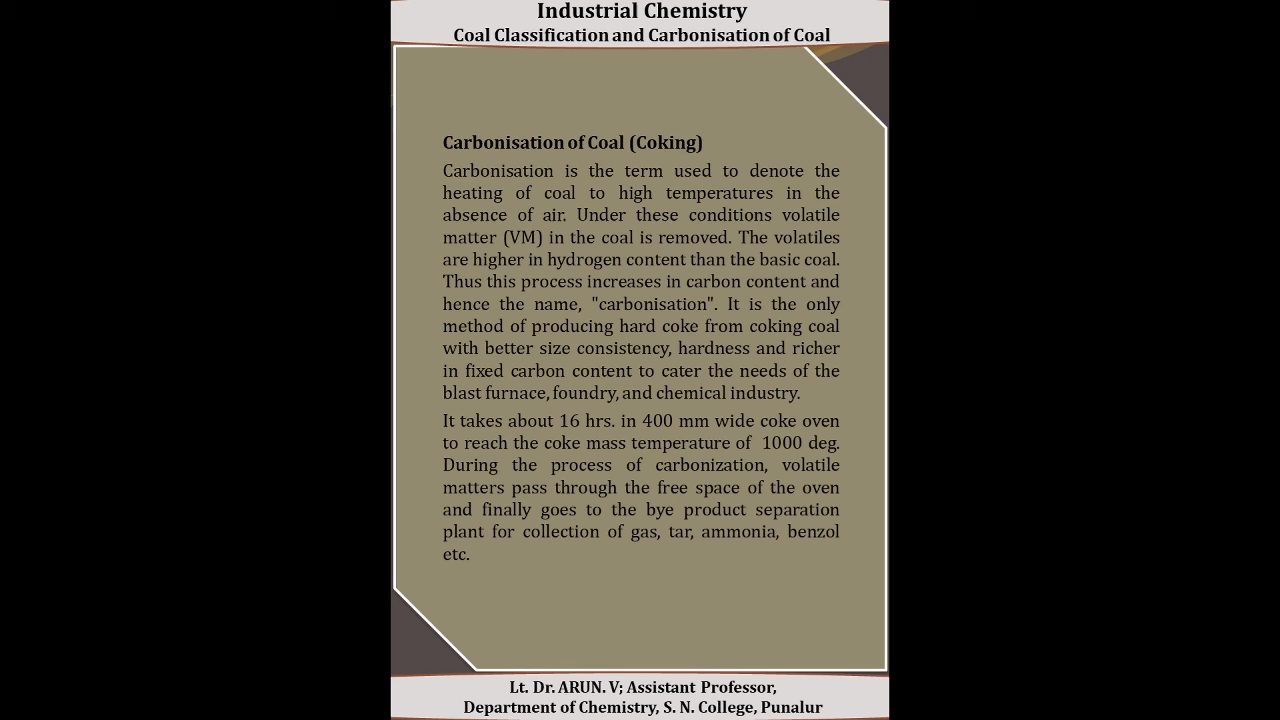 Industrial Chemistry
Coal Classification and Carbonisation of Coal
Carbonisation of Coal (Coking)
Carbonisation is the term used to denote the
heating of coal to high temperatures in the
absence of air. Under these conditions volatile
matter (VM) in the coal is removed. The volatiles
are higher in hydrogen content than the basic coal.
Thus this process increases in carbon content and
hence the name, "carbonisation". It is the only
method of producing hard coke from coking coal
with better size consistency, hardness and richer
in fixed carbon content to cater the needs of the
blast furnace, foundry, and chemical industry.
It takes about 16 hrs. in 400 mm wide coke oven
to reach the coke mass temperature of 1000 deg.
During the process of carbonization, volatile
matters pass through the free space of the oven
and finally goes to the bye product separation
plant for collection of gas, tar, ammonia, benzol
etc.
Lt. Dr. ARUN. V; Assistant Professor,
Department of Chemistry, S. N. College, Punalur